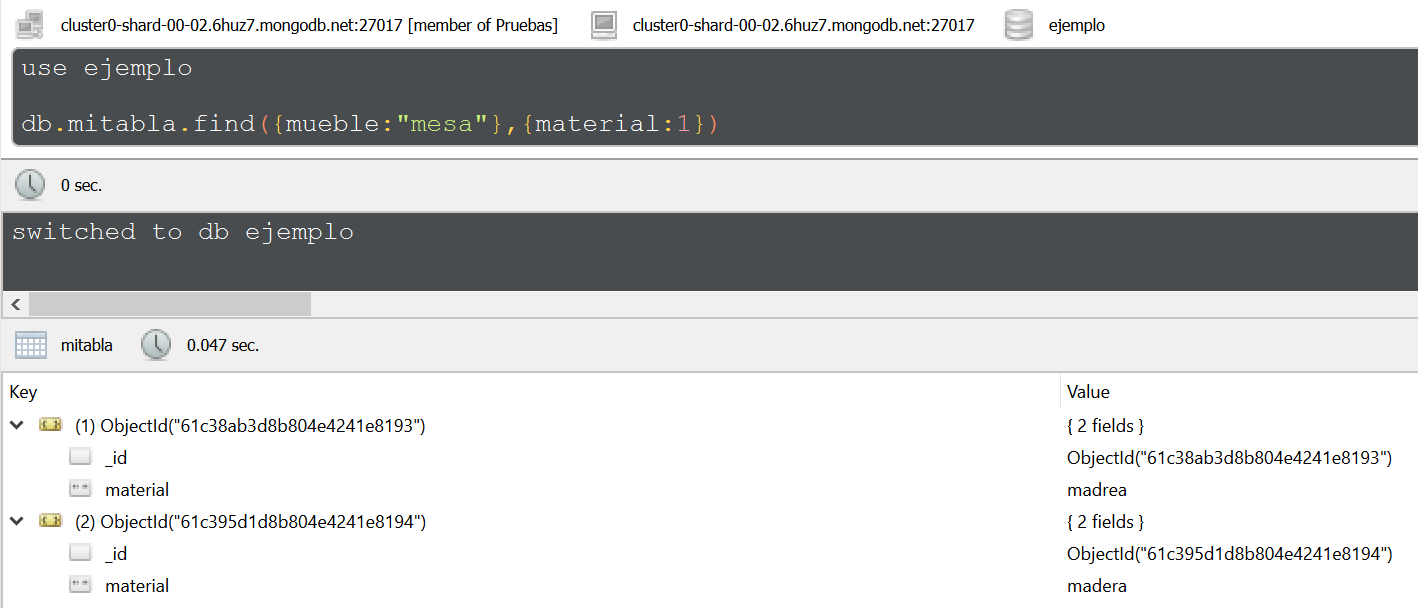 cluster0-shard-00-02.6huz7.mongodb.net:27017 [member of Pruebas] cluster0-shard-00-02.6huz7.mongodb.net:27017 ejemplo
use ejemplo
db.mitabla.find({mueble:"mesa"},{material:1})
0 sec.
switched to db ejemplo
mitabla 0.047 sec.
Key Value
(1) ObjectId("61c38ab3d8b804e4241e8193") { 2 fields }
_id ObjectId("61c38ab3d8b804e4241e8193")
material madrea
(2) ObjectId("61c395d1d8b804e4241e8194") { 2 fields }
_id ObjectId("61c395d1d8b804e4241e8194")
material madera